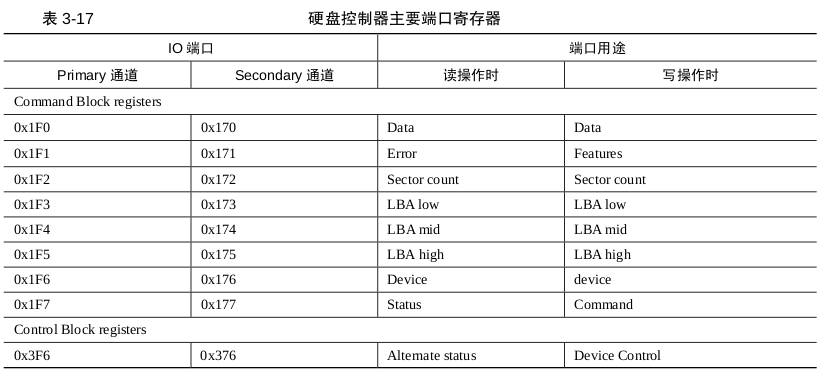 表 3-17 硬盘控制器主要端口寄存器
IO 端口 端口用途
Primary 通道 Secondary 通道 读操作时 写操作时
Command Block registers
0x1F0 0x170 Data Data
0x1F1 0x171 Error Features
0x1F2 0x172 Sector count Sector count
0x1F3 0x173 LBA low LBA low
0x1F4 0x174 LBA mid LBA mid
0x1F5 0x175 LBA high LBA high
0x1F6 0x176 Device device
0x1F7 0x177 Status Command
Control Block registers
0x3F6 0x376 Alternate status Device Control